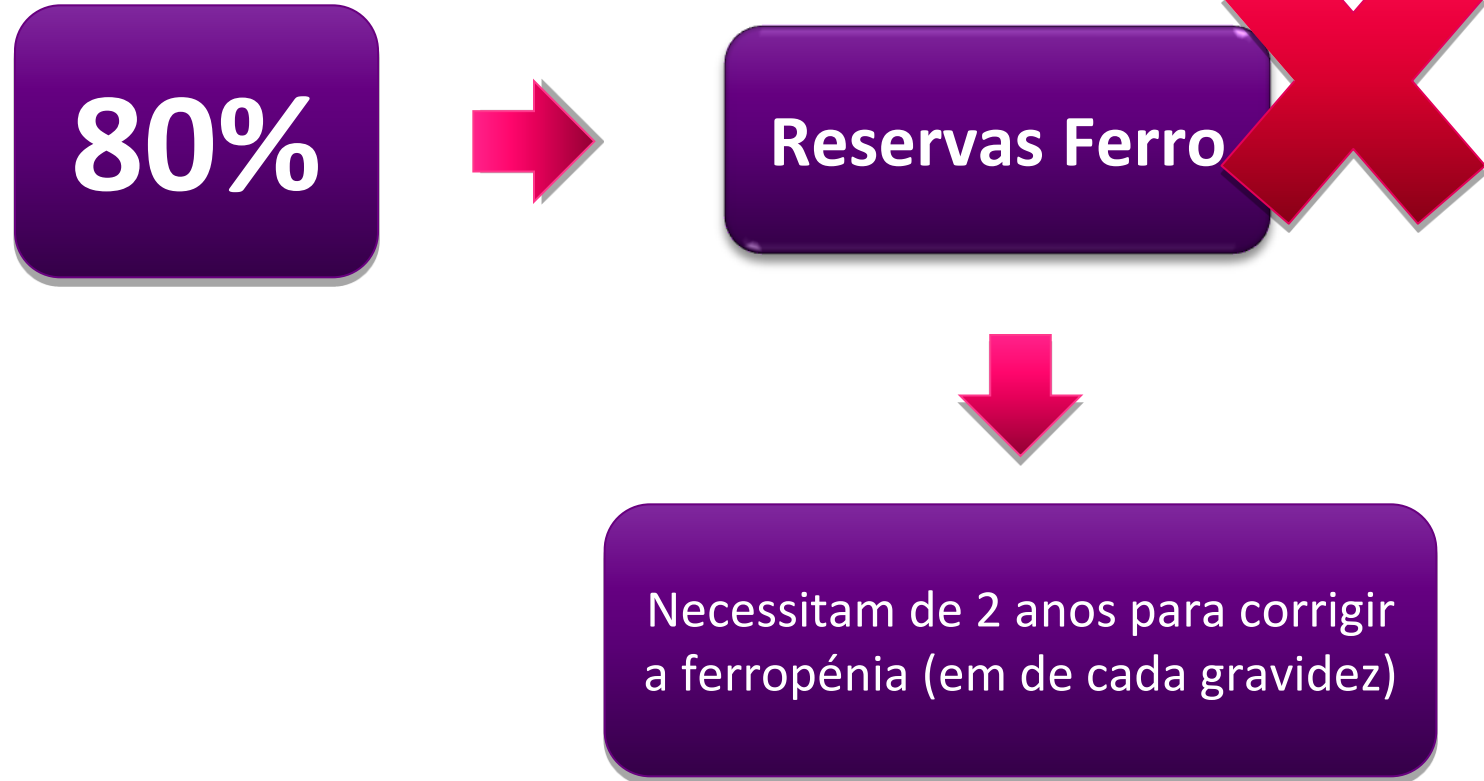 80%
Reservas Ferro
Necessitam de 2 anos para corrigir
a ferropénia (em de cada gravidez)